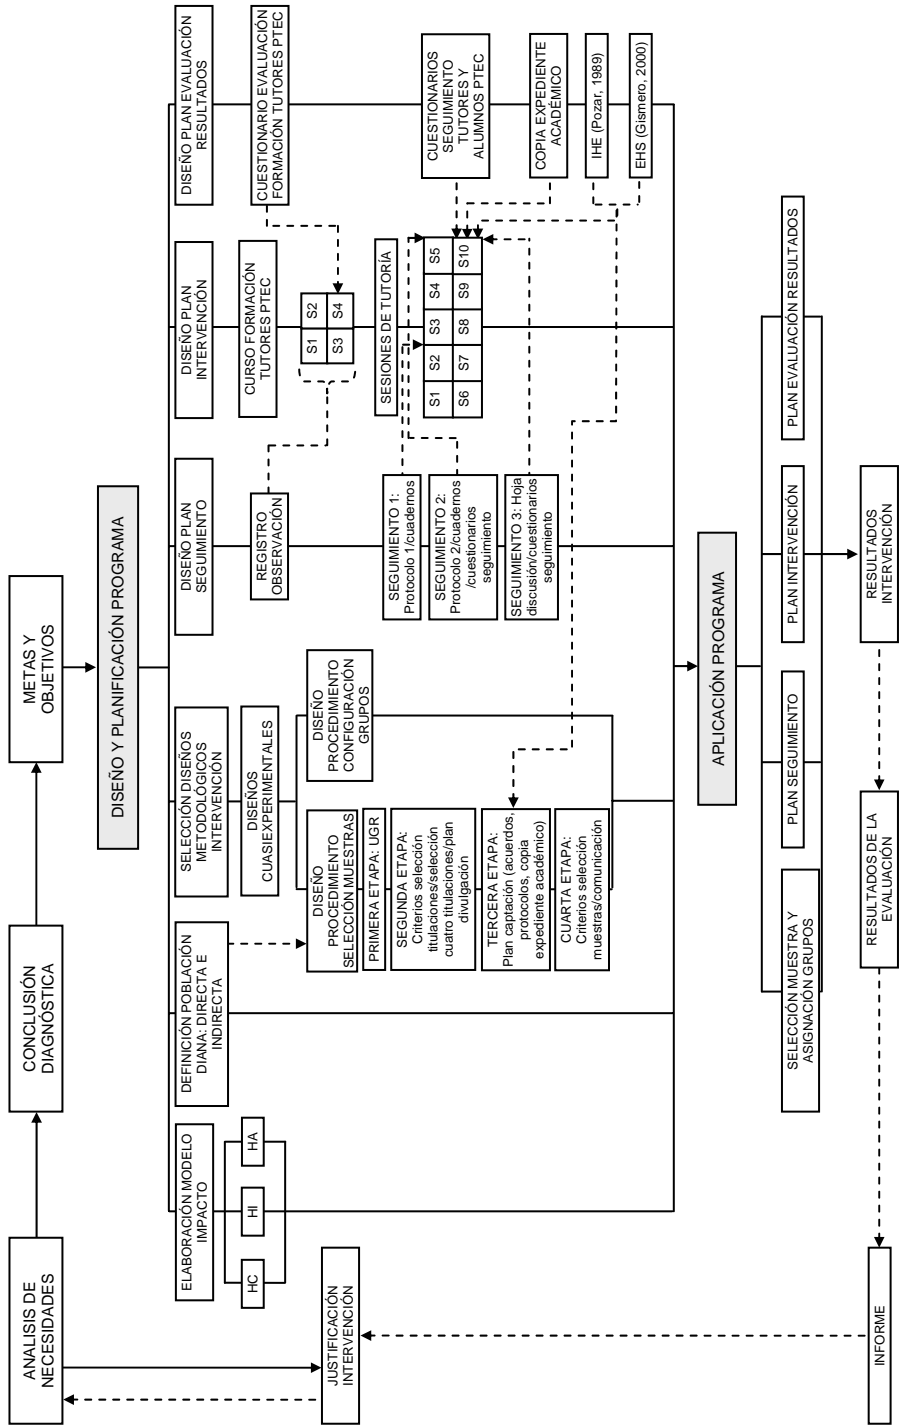 ANALISIS DE
NECESIDADES
CONCLUSIÓN
DIAGNÓSTICA
METAS Y
OBJETIVOS
JUSTIFICACIÓN
INTERVENCIÓN
DISEÑO Y PLANIFICACIÓN PROGRAMA
ELABORACIÓN MODELO
IMPACTO
HC
HI
HA
DEFINICIÓN POBLACIÓN
DIANA: DIRECTA E
INDIRECTA
SELECCIÓN DISEÑOS
METODOLÓGICOS
INTERVENCIÓN
DISEÑOS
CUASIEXPERIMENTALES
DISEÑO
PROCEDIMIENTO
SELECCIÓN MUESTRAS
PRIMERA ETAPA: UGR
SEGUNDA ETAPA:
Criterios selección
titulaciones/selección
cuatro titulaciones/plan
divulgación
TERCERA ETAPA:
Plan captación (acuerdos,
protocolos, copia
expediente académico)
CUARTA ETAPA:
Criterios selección
muestras/comunicación
DISEÑO
PROCEDIMIENTO
CONFIGURACIÓN
GRUPOS
DISEÑO PLAN
SEGUIMIENTO
REGISTRO
OBSERVACIÓN
SEGUIMIENTO 1:
Protocolo 1/cuadernos
SEGUIMIENTO 2:
Protocolo 2/cuadernos
/cuestionarios
seguimiento
SEGUIMIENTO 3: Hoja
discusión/cuestionarios
seguimiento
DISEÑO PLAN
INTERVENCIÓN
CURSO FORMACIÓN
TUTORES PTEC
S1 S2
S3 S4
SESIONES DE TUTORÍA
S1 S2 S3 S4 S5
S6 S7 S8 S9 S10
DISEÑO PLAN EVALUACIÓN
RESULTADOS
CUESTIONARIO EVALUACIÓN
FORMACIÓN TUTORES PTEC
CUESTIONARIOS
SEGUIMIENTO
TUTORES Y
ALUMNOS PTEC
COPIA EXPEDIENTE
ACADÉMICO
IHE (Pozar, 1989)
EHS (Gismero, 2000)
APLICACIÓN PROGRAMA
SELECCIÓN MUESTRA Y
ASIGNACIÓN GRUPOS
PLAN SEGUIMIENTO
PLAN INTERVENCIÓN
PLAN EVALUACIÓN RESULTADOS
INFORME
RESULTADOS DE LA
EVALUACIÓN
RESULTADOS
INTERVENCIÓN